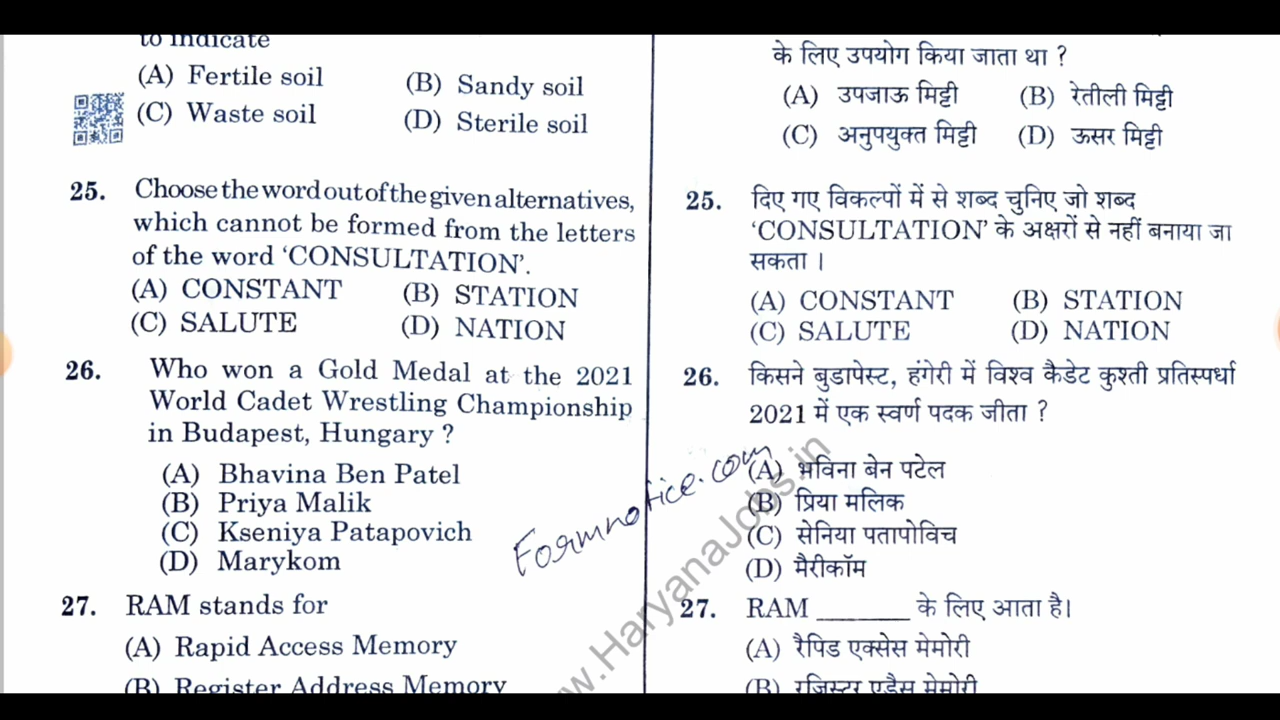 to indicate
(A) Fertile soil (B) Sandy soil
(C) Waste soil (D) Sterile soil
25. Choose the word out of the given alternatives,
which cannot be formed from the letters
of the word ‘CONSULTATION’.
(A) CONSTANT (B) STATION
(C) SALUTE (D) NATION
26. Who won a Gold Medal at the 2021
World Cadet Wrestling Championship
in Budapest, Hungary ?
(A) Bhavina Ben Patel
(B) Priya Malik
(C) Kseniya Patapovich
(D) Marykom
27. RAM stands for
(A) Rapid Access Memory
(B) Register Address Memory
के लिए उपयोग किया जाता था ?
(A) उपजाऊ मिट्टी (B) रेतीली मिट्टी
(C) अनुपयुक्त मिट्टी (D) ऊसर मिट्टी
25. दिए गए विकल्पों में से शब्द चुनिए जो शब्द
‘CONSULTATION’ के अक्षरों से नहीं बनाया जा
सकता ।
(A) CONSTANT (B) STATION
(C) SALUTE (D) NATION
26. किसने बुडापेस्ट, हंगेरी में विश्व कैडेट कुश्ती प्रतिस्पर्धा
2021 में एक स्वर्ण पदक जीता ?
(A) भविना बेन पटेल
(B) प्रिया मलिक
(C) सेनिया पतापोविच
(D) मैरीकॉम
27. RAM ______ के लिए आता है।
(A) रैपिड एक्सेस मेमोरी
(B) रजिस्टर एड्रैस मेमोरी
Formnotice.com
w.HaryanaJobs.in